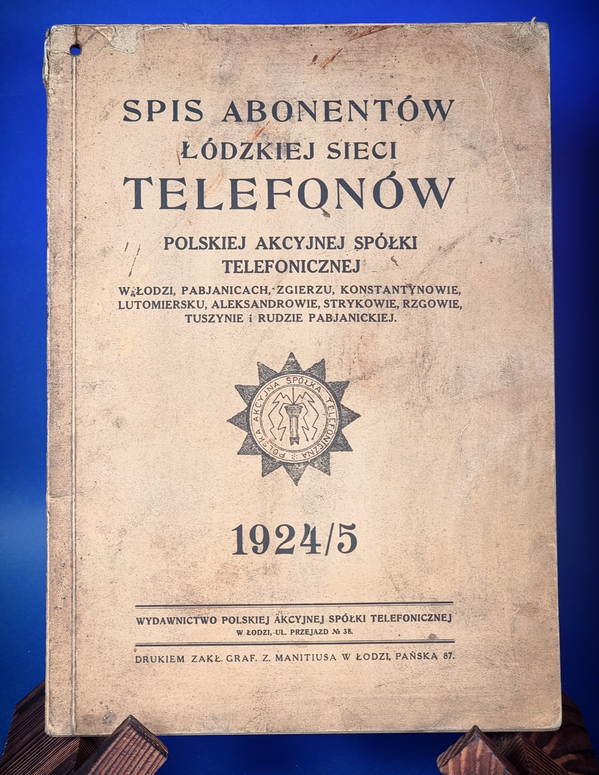 SPIS ABONENTÓW
ŁÓDZKIEJ SIECI
TELEFONÓW
POLSKIEJ AKCYJNEJ SPÓŁKI
TELEFONICZNEJ
W ŁODZI, PABJANICACH, ZGIERZU, KONSTANTYNOWIE,
LUTOMIERSKU, ALEKSANDROWIE, STRYKOWIE, RZGOWIE,
TUSZYNIE i RUDZIE PABJANICKIEJ.
POLSKA AKCYJNA SPÓŁKA TELEFONICZNA
1924/5
WYDAWNICTWO POLSKIEJ AKCYJNEJ SPÓŁKI TELEFONICZNEJ
W ŁODZI, UL. PRZEJAZD № 38.
DRUKIEM ZAKŁ. GRAF. Z. MANITIUSA W ŁODZI, PAŃSKA 87.